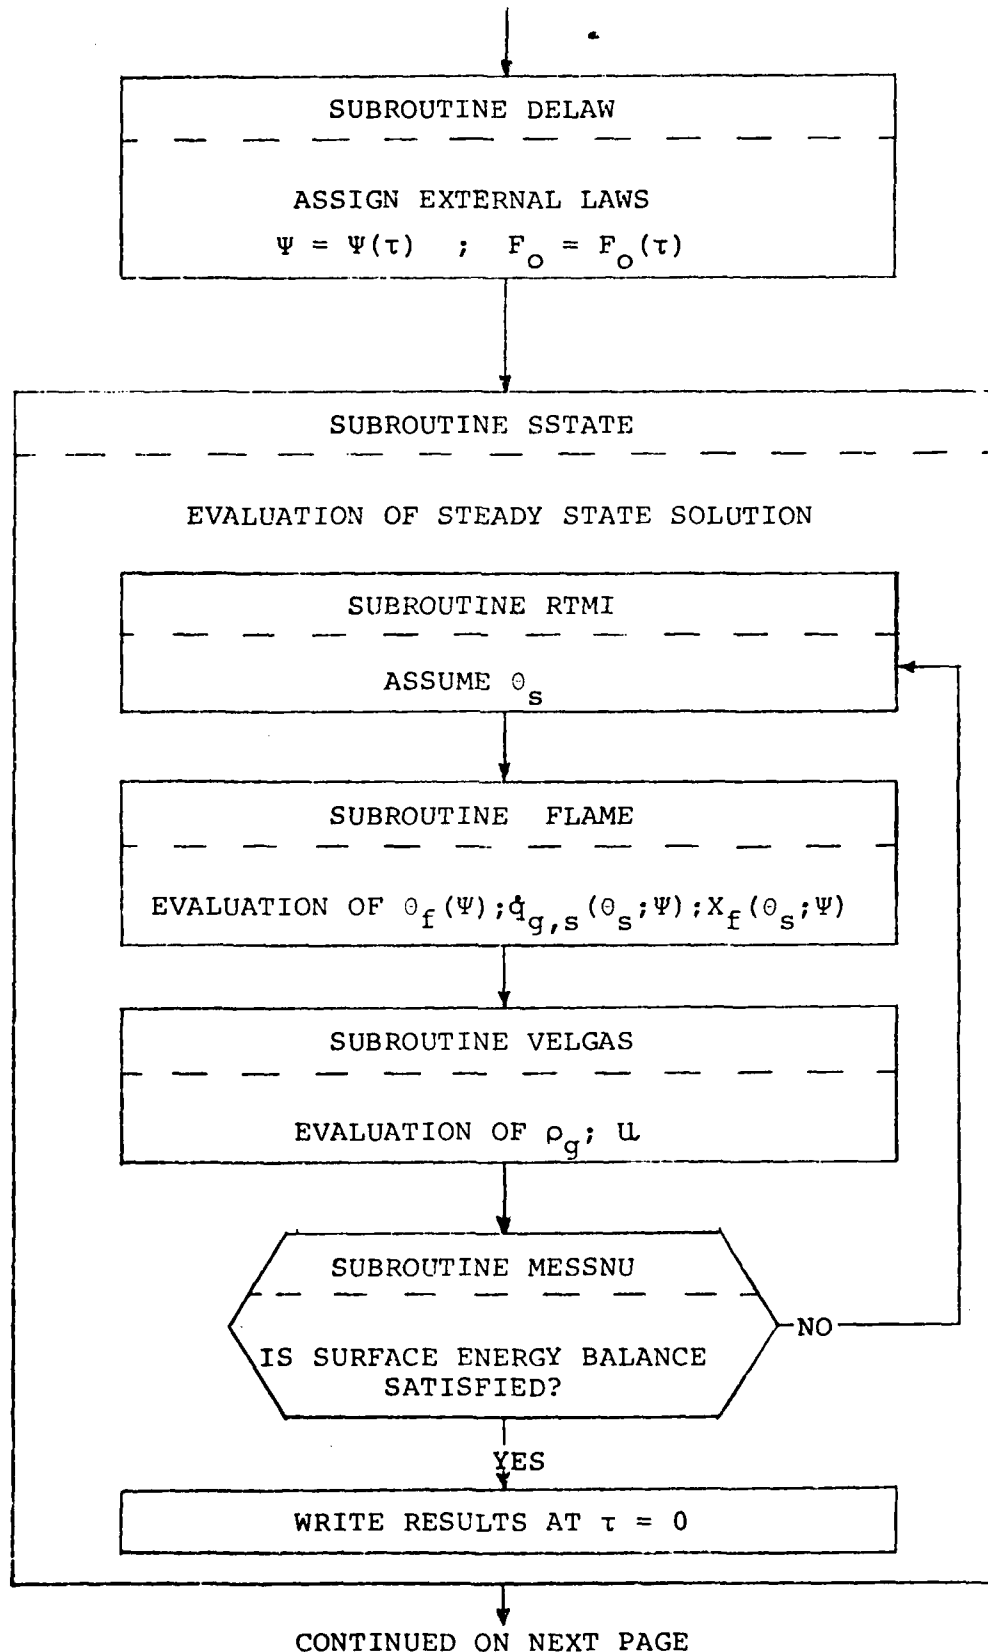 SUBROUTINE DELAW
ASSIGN EXTERNAL LAWS
Ψ = Ψ(τ) ; F_o = F_o(τ)
SUBROUTINE SSTATE
EVALUATION OF STEADY STATE SOLUTION
SUBROUTINE RTMI
ASSUME Θ_s
SUBROUTINE FLAME
EVALUATION OF Θ_f(Ψ);q̇_g,s(Θ_s;Ψ);X_f(Θ_s;Ψ)
SUBROUTINE VELGAS
EVALUATION OF ρ_g; U
SUBROUTINE MESSNU
NO
IS SURFACE ENERGY BALANCE
SATISFIED?
YES
WRITE RESULTS AT τ = 0
CONTINUED ON NEXT PAGE